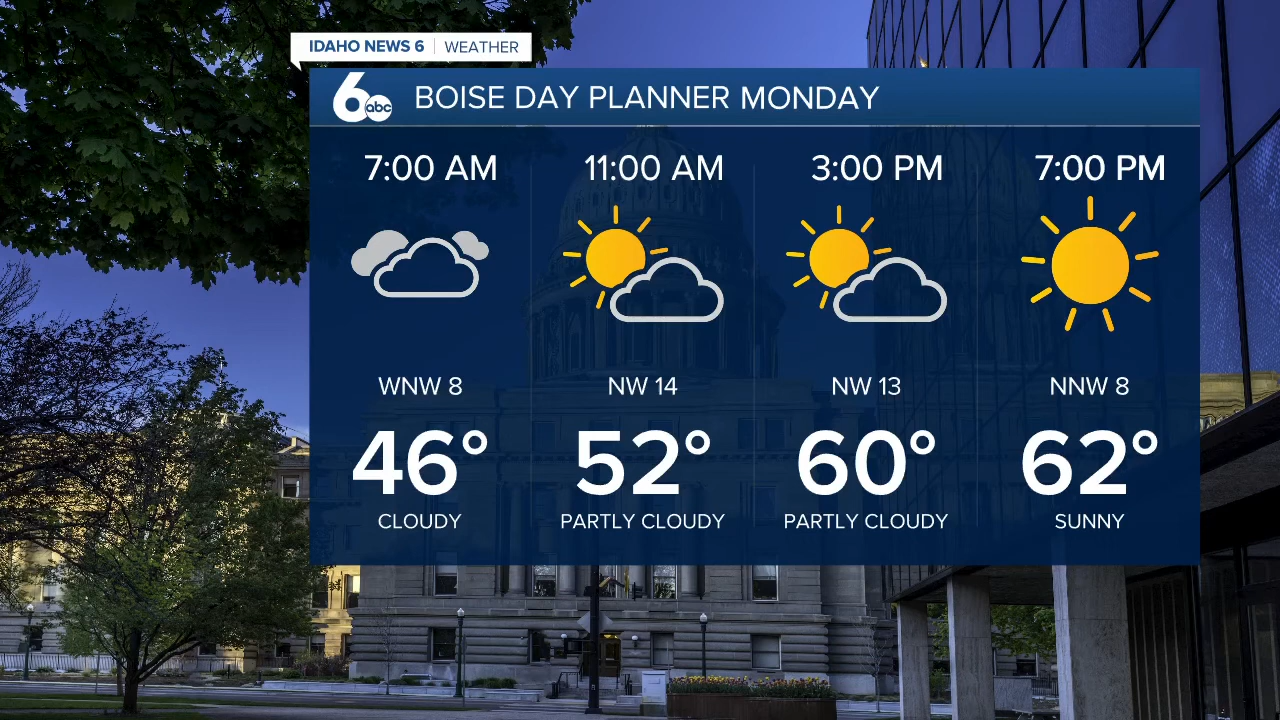 IDAHO NEWS 6 | WEATHER
6 abc BOISE DAY PLANNER MONDAY
7:00 AM
WNW 8
46°
CLOUDY
11:00 AM
NW 14
52°
PARTLY CLOUDY
3:00 PM
NW 13
60°
PARTLY CLOUDY
7:00 PM
NNW 8
62°
SUNNY